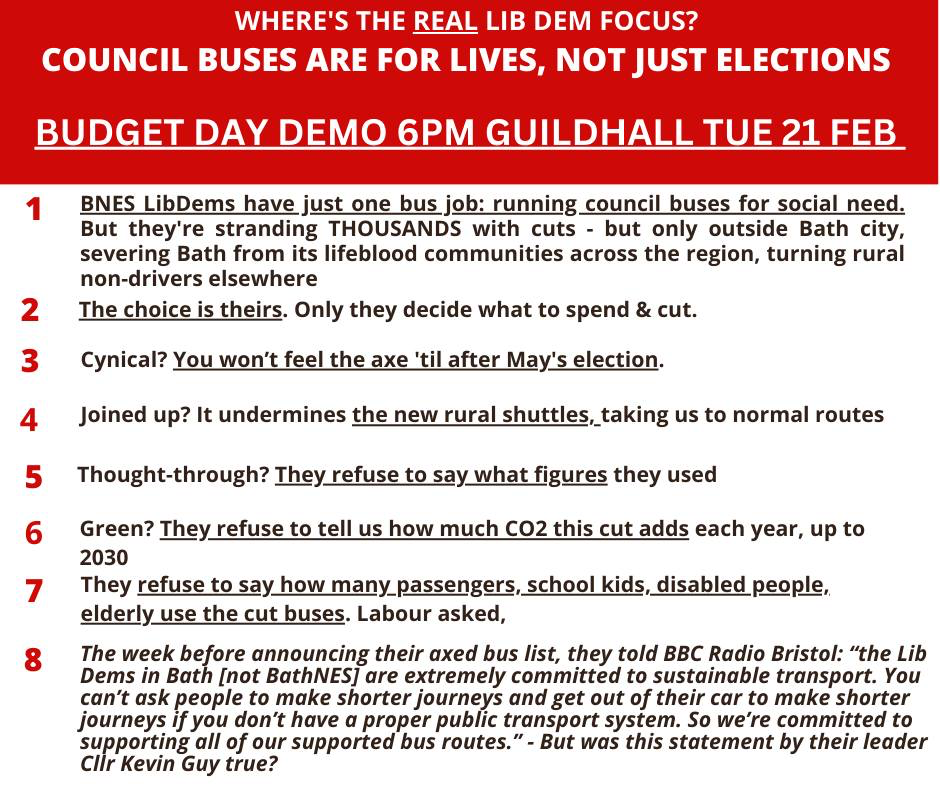 WHERE'S THE REAL LIB DEM FOCUS?
COUNCIL BUSES ARE FOR LIVES, NOT JUST ELECTIONS
BUDGET DAY DEMO 6PM GUILDHALL TUE 21 FEB
1 BNES LibDems have just one bus job: running council buses for social need.
But they're stranding THOUSANDS with cuts - but only outside Bath city,
severing Bath from its lifeblood communities across the region, turning rural
non-drivers elsewhere
2 The choice is theirs. Only they decide what to spend & cut.
3 Cynical? You won’t feel the axe 'til after May's election.
4 Joined up? It undermines the new rural shuttles, taking us to normal routes
5 Thought-through? They refuse to say what figures they used
6 Green? They refuse to tell us how much CO2 this cut adds each year, up to
2030
7 They refuse to say how many passengers, school kids, disabled people,
elderly use the cut buses. Labour asked,
8 The week before announcing their axed bus list, they told BBC Radio Bristol: “the Lib
Dems in Bath [not BathNES] are extremely committed to sustainable transport. You
can’t ask people to make shorter journeys and get out of their car to make shorter
journeys if you don’t have a proper public transport system. So we’re committed to
supporting all of our supported bus routes.” - But was this statement by their leader
Cllr Kevin Guy true?